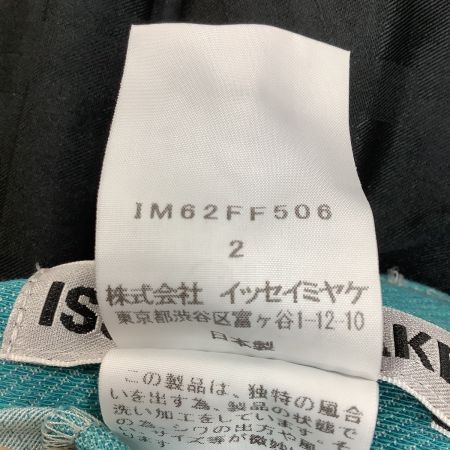 IM62FF506
2
株式会社 イッセイミヤケ
東京都渋谷区富ヶ谷1-12-10
日本製
この製品は、独特の風合
いを出す為、製品の状態で
洗い加工をしていま